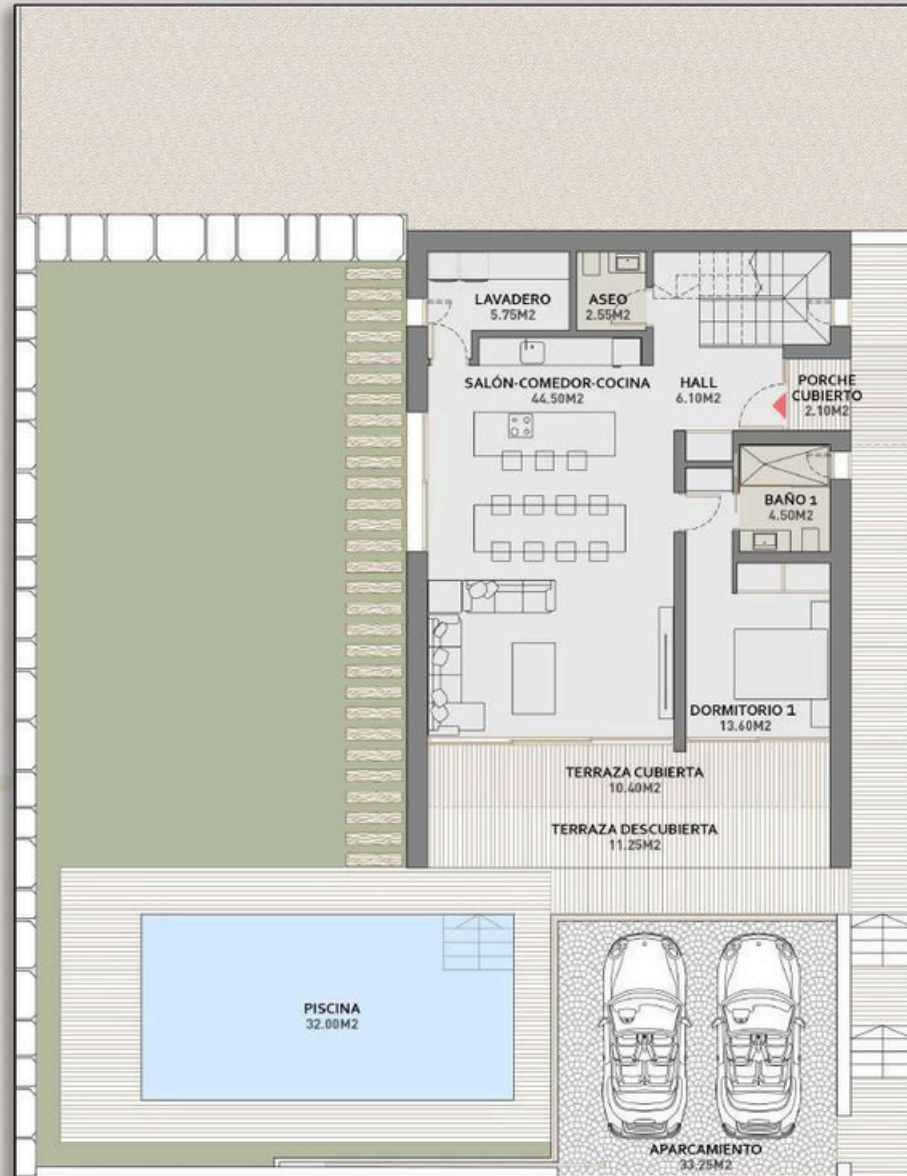 LAVADERO
5.75M2
ASEO
2.55M2
SALÓN-COMEDOR-COCINA
44.50M2
HALL
6.10M2
PORCHE
CUBIERTO
2.10M2
BAÑO 1
4.50M2
DORMITORIO 1
13.60M2
TERRAZA CUBIERTA
10.40M2
TERRAZA DESCUBIERTA
11.25M2
PISCINA
32.00M2
APARCAMIENTO
33.25M2